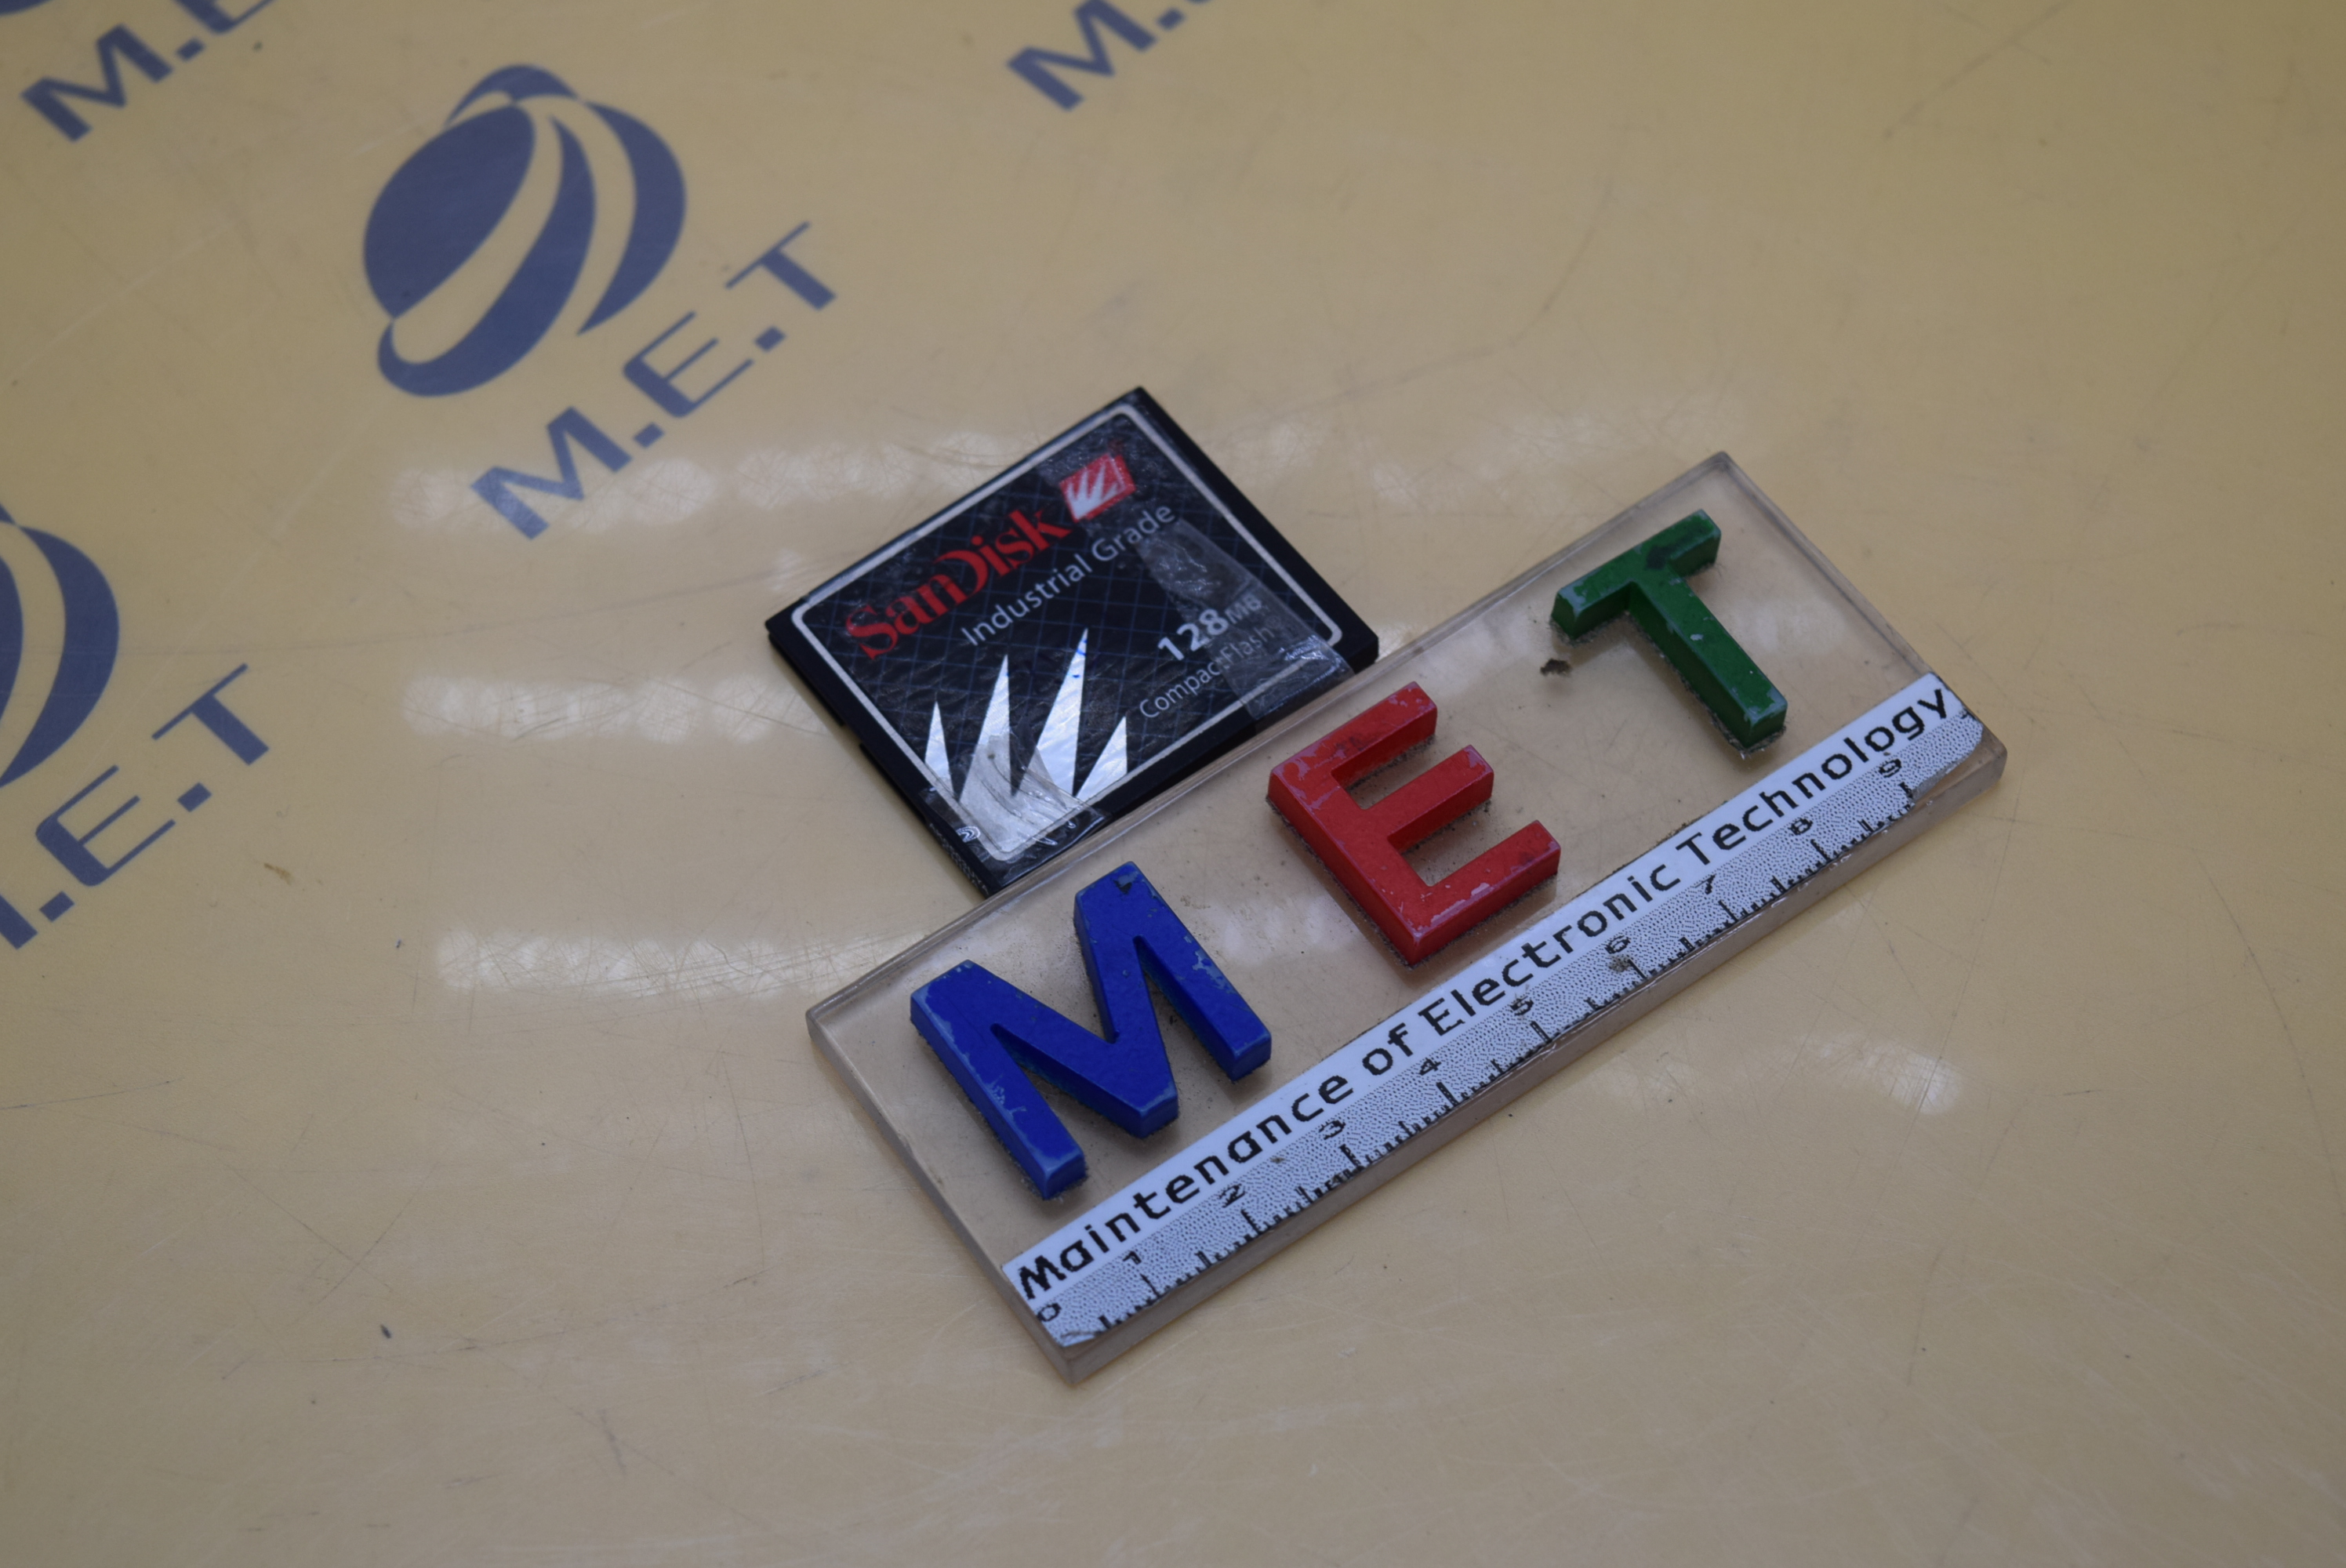 M.E
M.
M.E.T
M.E.T
SanDisk
Industrial Grade
128MB
CompactFlash
M E T
Maintenance of Electronic Technology
0 1 2 3 4 5 6 7 8 9